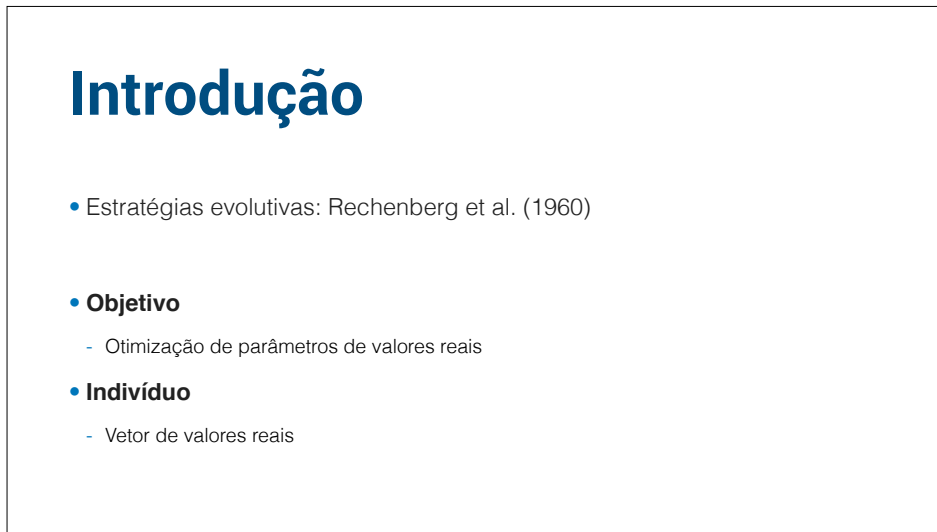 Introdução
• Estratégias evolutivas: Rechenberg et al. (1960)
• Objetivo
- Otimização de parâmetros de valores reais
• Indivíduo
- Vetor de valores reais